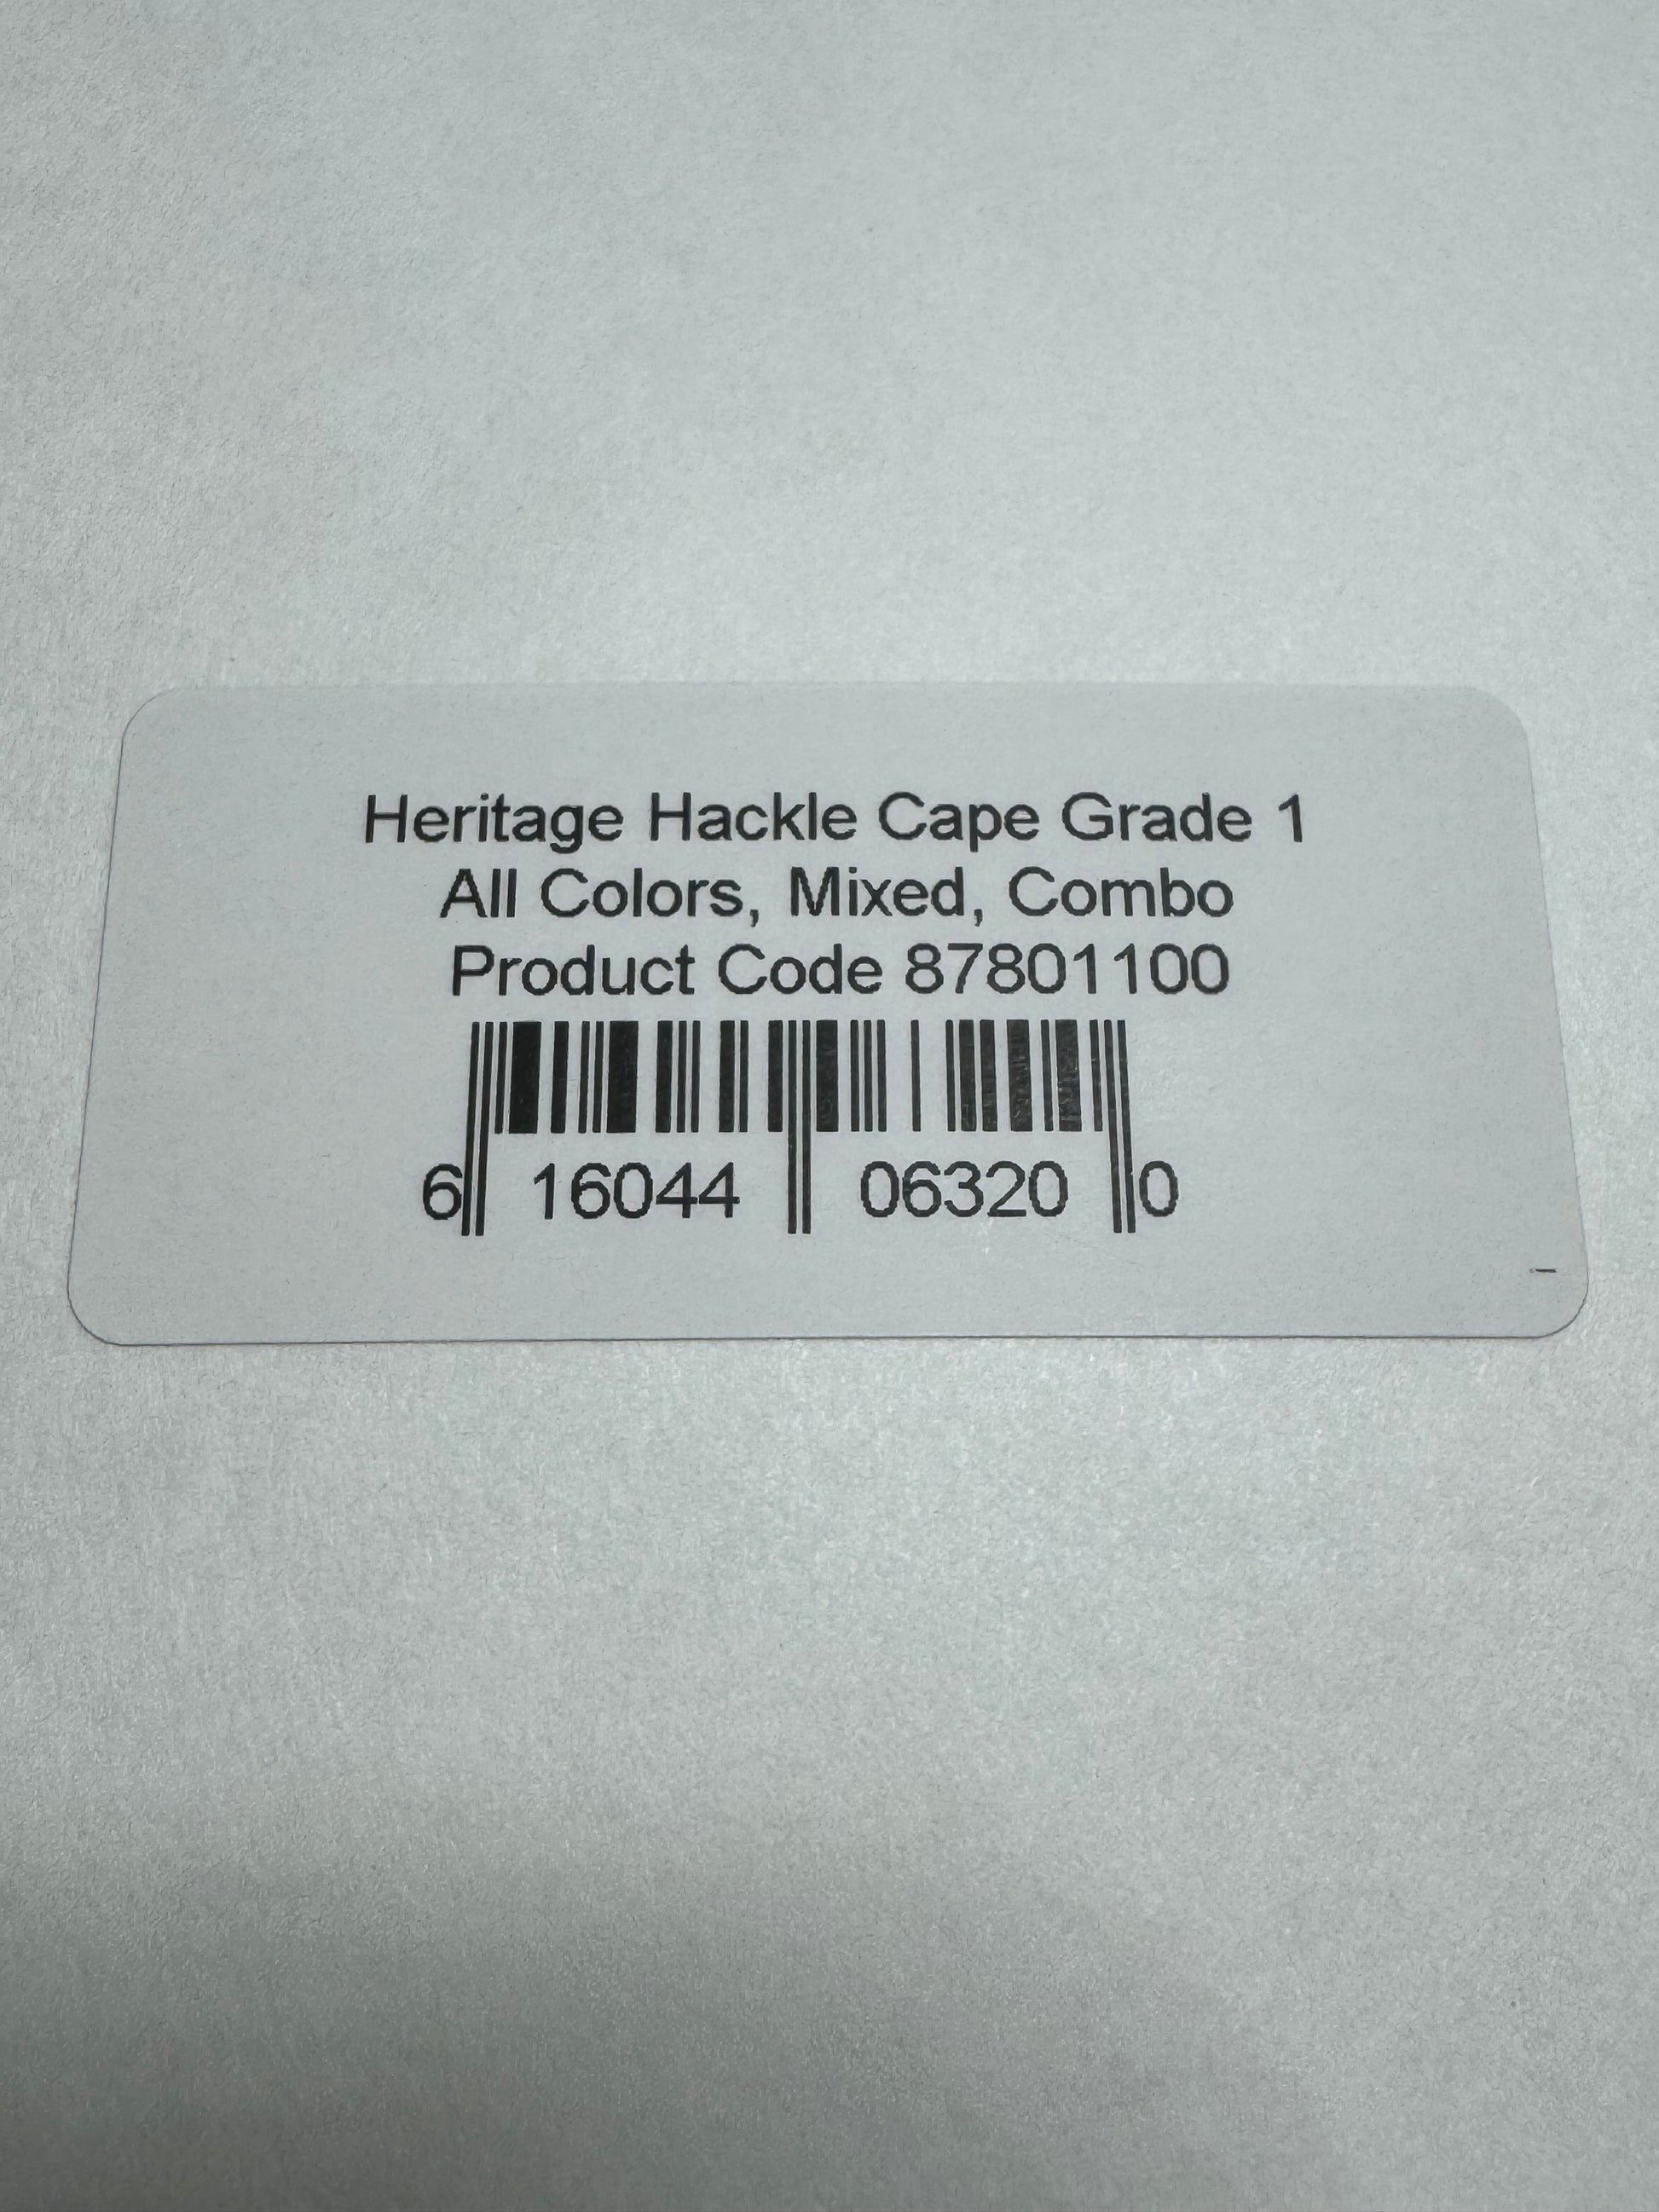 Heritage Hackle Cape Grade 1
All Colors, Mixed, Combo
Product Code 87801100
6 16044 06320 0